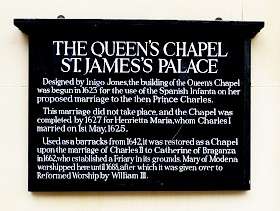 THE QUEEN'S CHAPEL
ST. JAMES'S PALACE
Designed by Inigo Jones, the building of the Queen's Chapel
was begun in 1623 for the use of the Spanish Infanta on her
proposed marriage to the then Prince Charles.
This marriage did not take place, and the Chapel was
completed by 1627 for Henrietta Maria, whom Charles I
married on 1st. May, 1625.
Used as a barracks from 1642, it was restored as a Chapel
upon the marriage of Charles II to Catherine of Braganza
in 1662, who established a Friary in its grounds. Mary of Modena
worshipped here until 1688, after which it was given over to
Reformed Worship by William III.